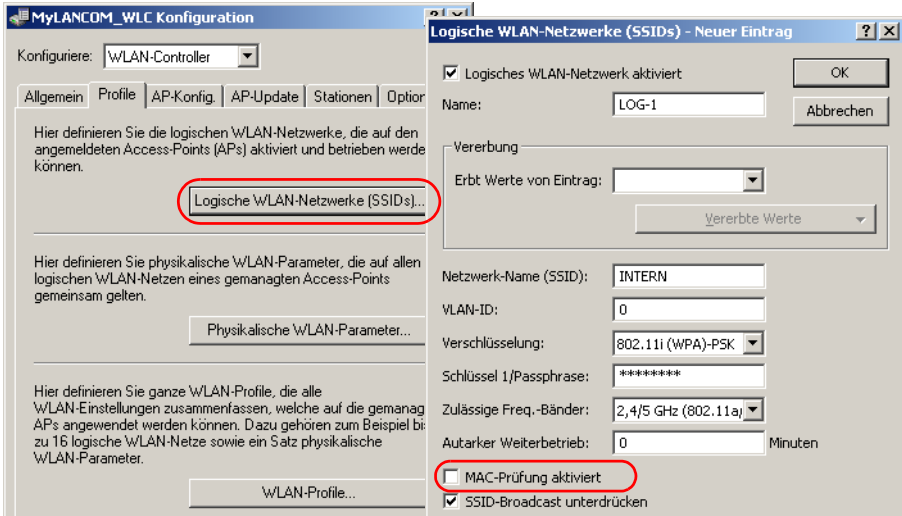 MyLANCOM_WLC Konfiguration
Konfiguriere: WLAN-Controller
Allgemein Profile AP-Konfig. AP-Update Stationen Option
Hier definieren Sie die logischen WLAN-Netzwerke, die auf den
angemeldeten Access-Points (APs) aktiviert und betrieben werde
können.
Logische WLAN-Netzwerke (SSIDs)...
Hier definieren Sie physikalische WLAN-Parameter, die auf allen
logischen WLAN-Netzen eines gemanagten Access-Points
gemeinsam gelten.
Physikalische WLAN-Parameter...
Hier definieren Sie ganze WLAN-Profile, die alle
WLAN-Einstellungen zusammenfassen, welche auf die gemanag
APs angewendet werden können. Dazu gehören zum Beispiel bi
zu 16 logische WLAN-Netze sowie ein Satz physikalische
WLAN-Parameter.
WLAN-Profile...
Logische WLAN-Netzwerke (SSIDs) - Neuer Eintrag
Logisches WLAN-Netzwerk aktiviert
OK
Name: LOG-1
Abbrechen
Vererbung
Erbt Werte von Eintrag:
Vererbte Werte
Netzwerk-Name (SSID): INTERN
VLAN-ID: 0
Verschlüsselung: 802.11i (WPA)-PSK
Schlüssel 1/Passphrase: ********
Zulässige Freq.-Bänder: 2,4/5 GHz (802.11a/
Autarker Weiterbetrieb: 0 Minuten
MAC-Prüfung aktiviert
SSID-Broadcast unterdrücken